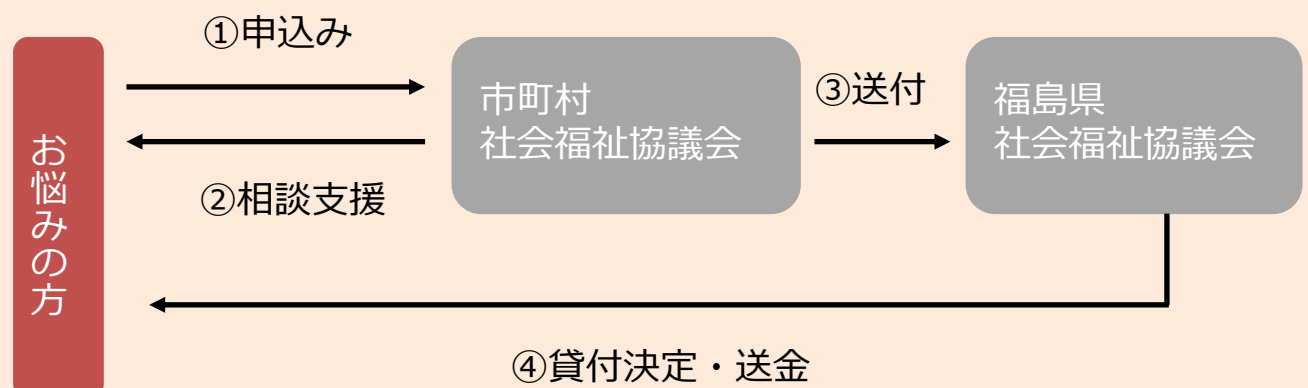 ①申込み
お悩みの方
市町村
社会福祉協議会
③送付
福島県
社会福祉協議会
②相談支援
④貸付決定・送金